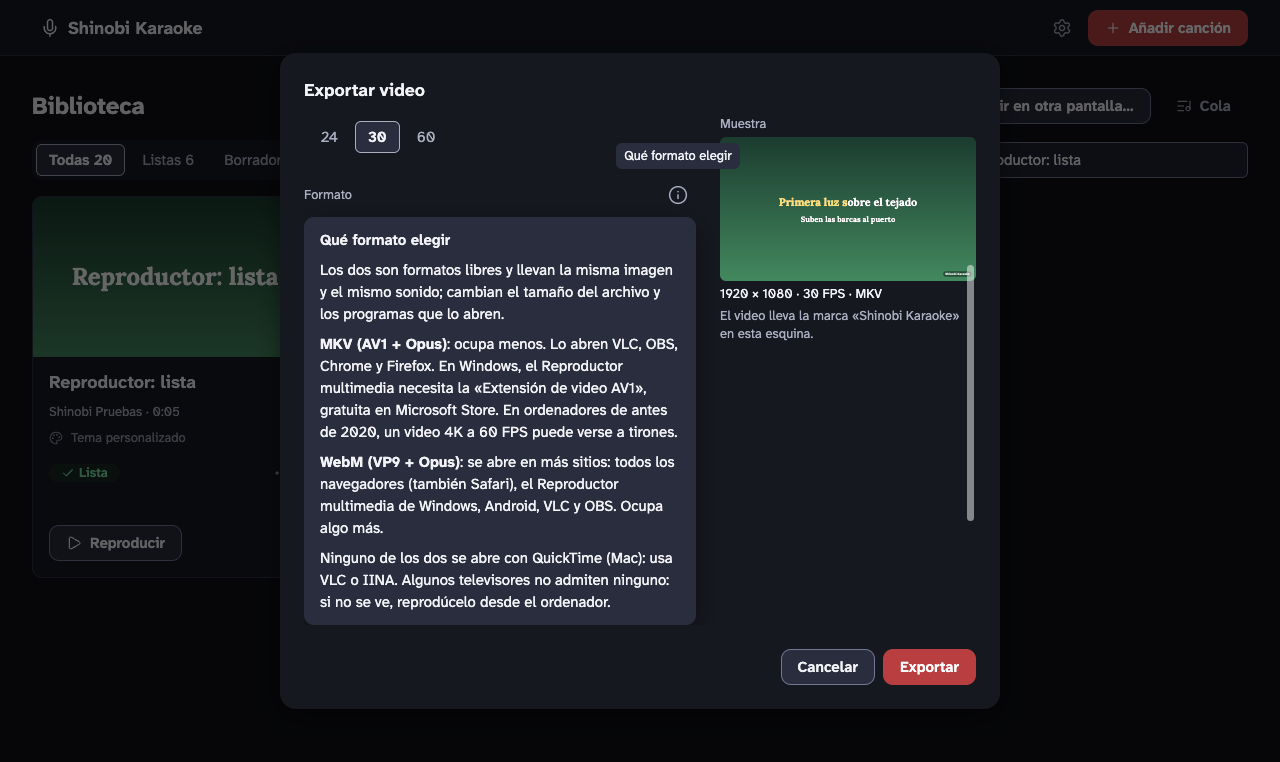 Shinobi Karaoke
Añadir canción
Biblioteca
ir en otra pantalla...
Cola
Todas 20
Listas 6
Borrador
ductor: lista
Reproductor: lista
Reproductor: lista
Shinobi Pruebas · 0:05
Tema personalizado
Lista
Reproducir
Exportar video
24
30
60
Formato
Qué formato elegir
Qué formato elegir
Los dos son formatos libres y llevan la misma imagen
y el mismo sonido; cambian el tamaño del archivo y
los programas que lo abren.
MKV (AV1 + Opus): ocupa menos. Lo abren VLC, OBS,
Chrome y Firefox. En Windows, el Reproductor
multimedia necesita la «Extensión de video AV1»,
gratuita en Microsoft Store. En ordenadores de antes
de 2020, un video 4K a 60 FPS puede verse a tirones.
WebM (VP9 + Opus): se abre en más sitios: todos los
navegadores (también Safari), el Reproductor
multimedia de Windows, Android, VLC y OBS. Ocupa
algo más.
Ninguno de los dos se abre con QuickTime (Mac): usa
VLC o IINA. Algunos televisores no admiten ninguno:
si no se ve, reprodúcelo desde el ordenador.
Muestra
Primera luz sobre el tejado
Suben las barcas al puerto
Shinobi Karaoke
1920 × 1080 · 30 FPS · MKV
El video lleva la marca «Shinobi Karaoke»
en esta esquina.
Cancelar
Exportar